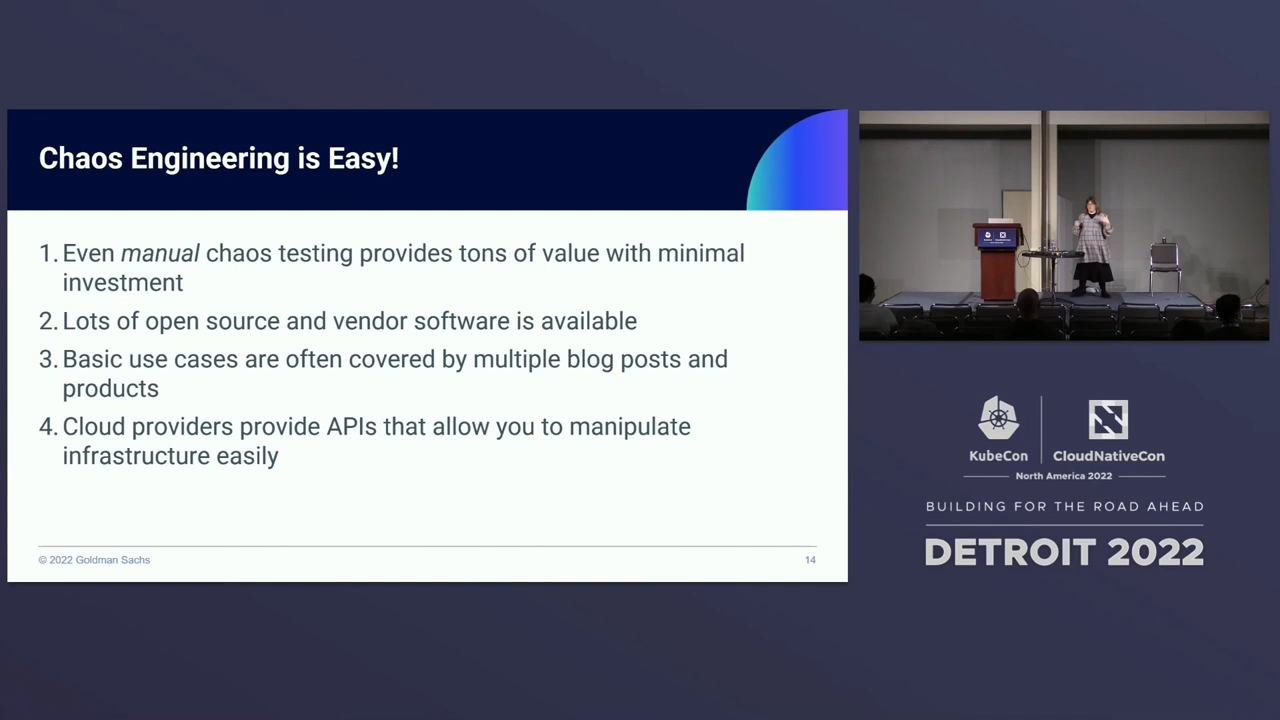 Chaos Engineering is Easy!
1. Even manual chaos testing provides tons of value with minimal
investment
2. Lots of open source and vendor software is available
3. Basic use cases are often covered by multiple blog posts and
products
4. Cloud providers provide APIs that allow you to manipulate
infrastructure easily
© 2022 Goldman Sachs
14
KubeCon
CloudNativeCon
North America 2022
BUILDING FOR THE ROAD AHEAD
DETROIT 2022